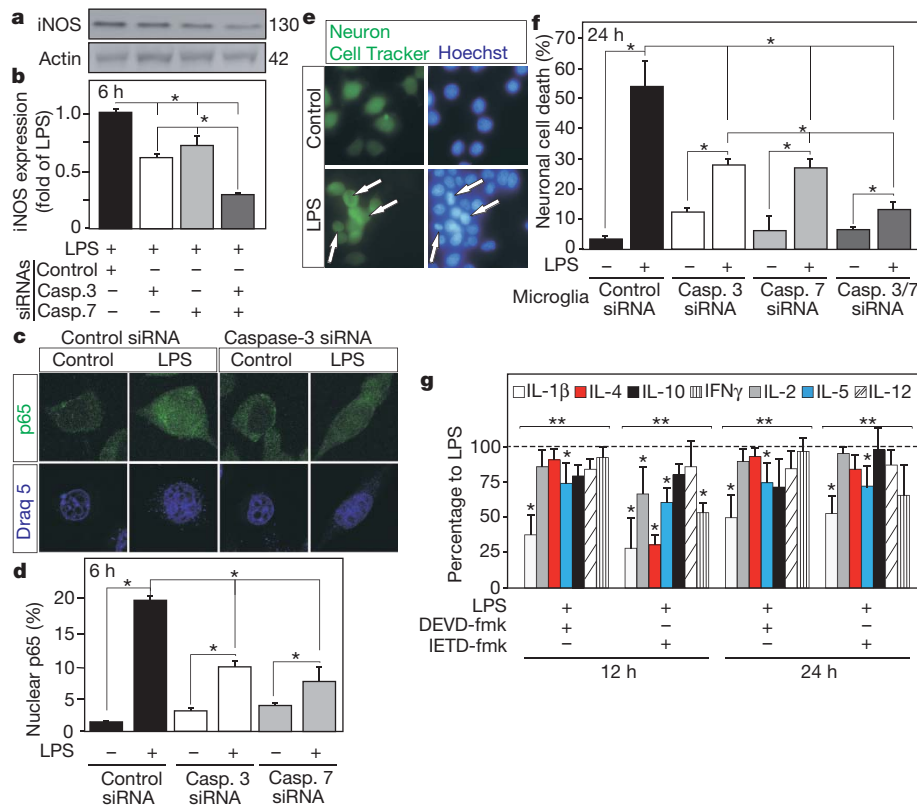 a
iNOS
130
Actin
42
b
6 h
iNOS expression
(fold of LPS)
1.0
0.5
0
*
*
LPS + + + +
siRNAs
Control + – – –
Casp.3 – + – +
Casp.7 – – + +
c
Control siRNA Caspase-3 siRNA
Control LPS Control LPS
p65
Draq 5
d
6 h
Nuclear p65 (%)
20
15
10
5
0
* * * *
LPS – + – + – +
Control siRNA
Casp. 3 siRNA
Casp. 7 siRNA
e
Neuron
Cell Tracker Hoechst
Control
LPS
f
24 h
Neuronal cell death (%)
70
60
50
40
30
20
10
0
* * * * * *
LPS – + – + – + – +
Microglia
Control siRNA
Casp. 3 siRNA
Casp. 7 siRNA
Casp. 3/7 siRNA
g
IL-1β IL-4 IL-10 IFNγ IL-2 IL-5 IL-12
Percentage to LPS
100
75
50
25
0
** ** ** **
* * * * * * * * * * *
LPS + + + +
DEVD-fmk + – + –
IETD-fmk – + – +
12 h 24 h